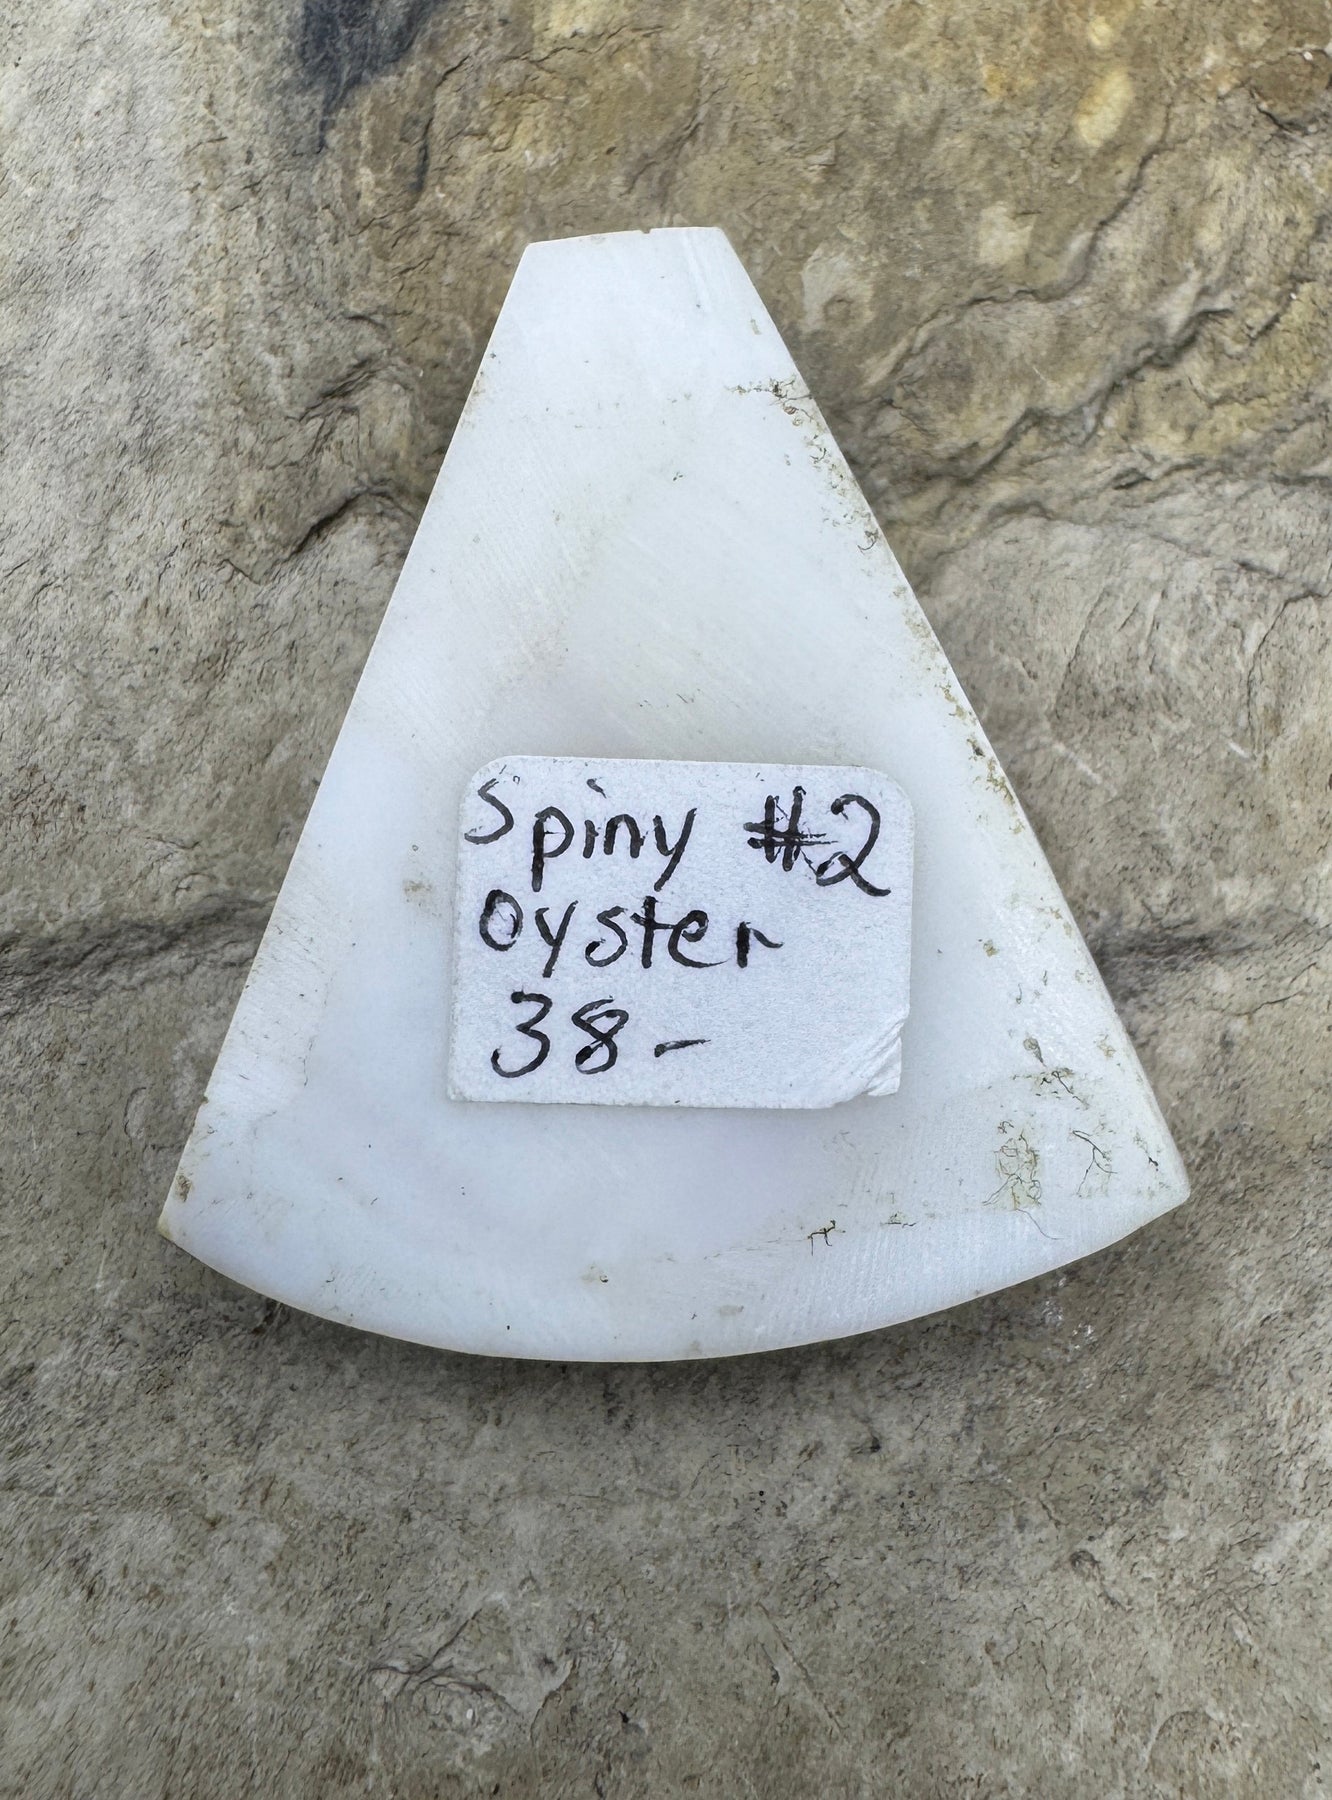 Spiny #2
Oyster
38-